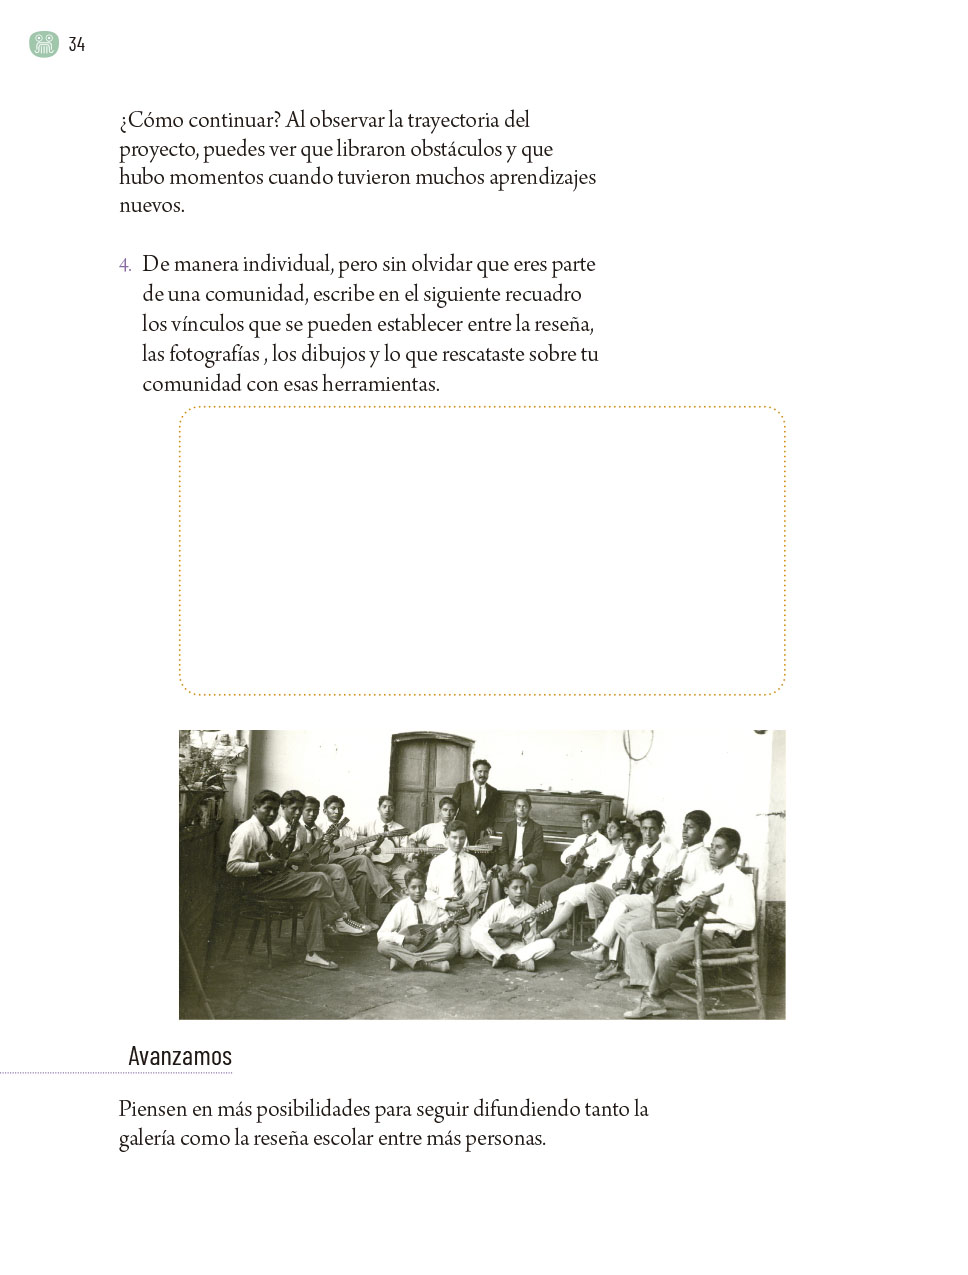 34
¿Cómo continuar? Al observar la trayectoria del
proyecto, puedes ver que libraron obstáculos y que
hubo momentos cuando tuvieron muchos aprendizajes
nuevos.
4. De manera individual, pero sin olvidar que eres parte
de una comunidad, escribe en el siguiente recuadro
los vínculos que se pueden establecer entre la reseña,
las fotografías , los dibujos y lo que rescataste sobre tu
comunidad con esas herramientas.
Avanzamos
Piensen en más posibilidades para seguir difundiendo tanto la
galería como la reseña escolar entre más personas.